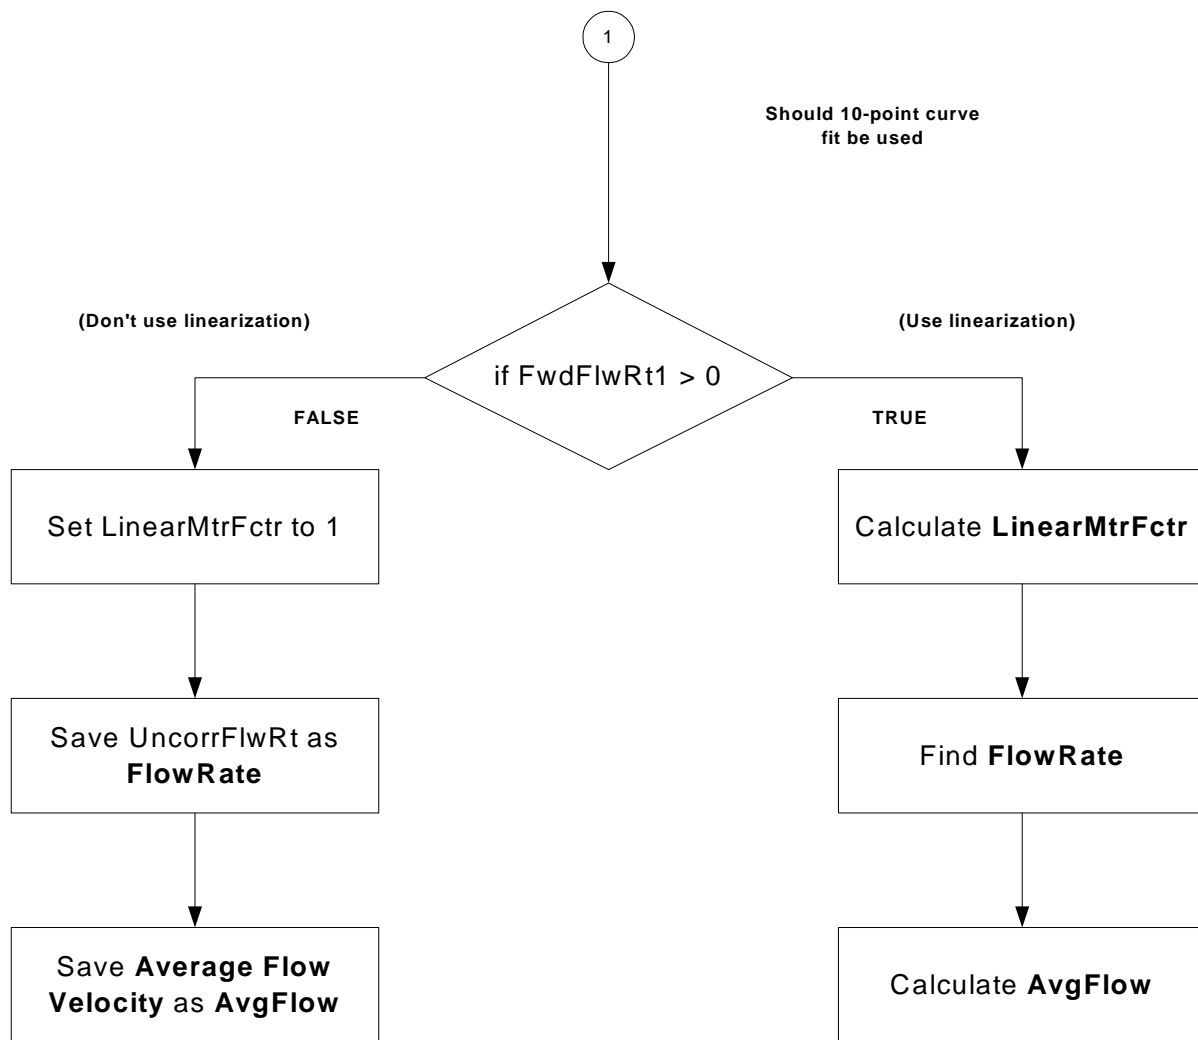 1
Should 10-point curve
fit be used
(Don't use linearization)
(Use linearization)
if FwdFlwRt1 > 0
FALSE
TRUE
Set LinearMtrFctr to 1
Calculate LinearMtrFctr
Save UncorrFlwRt as
FlowRate
Find FlowRate
Save Average Flow
Velocity as AvgFlow
Calculate AvgFlow